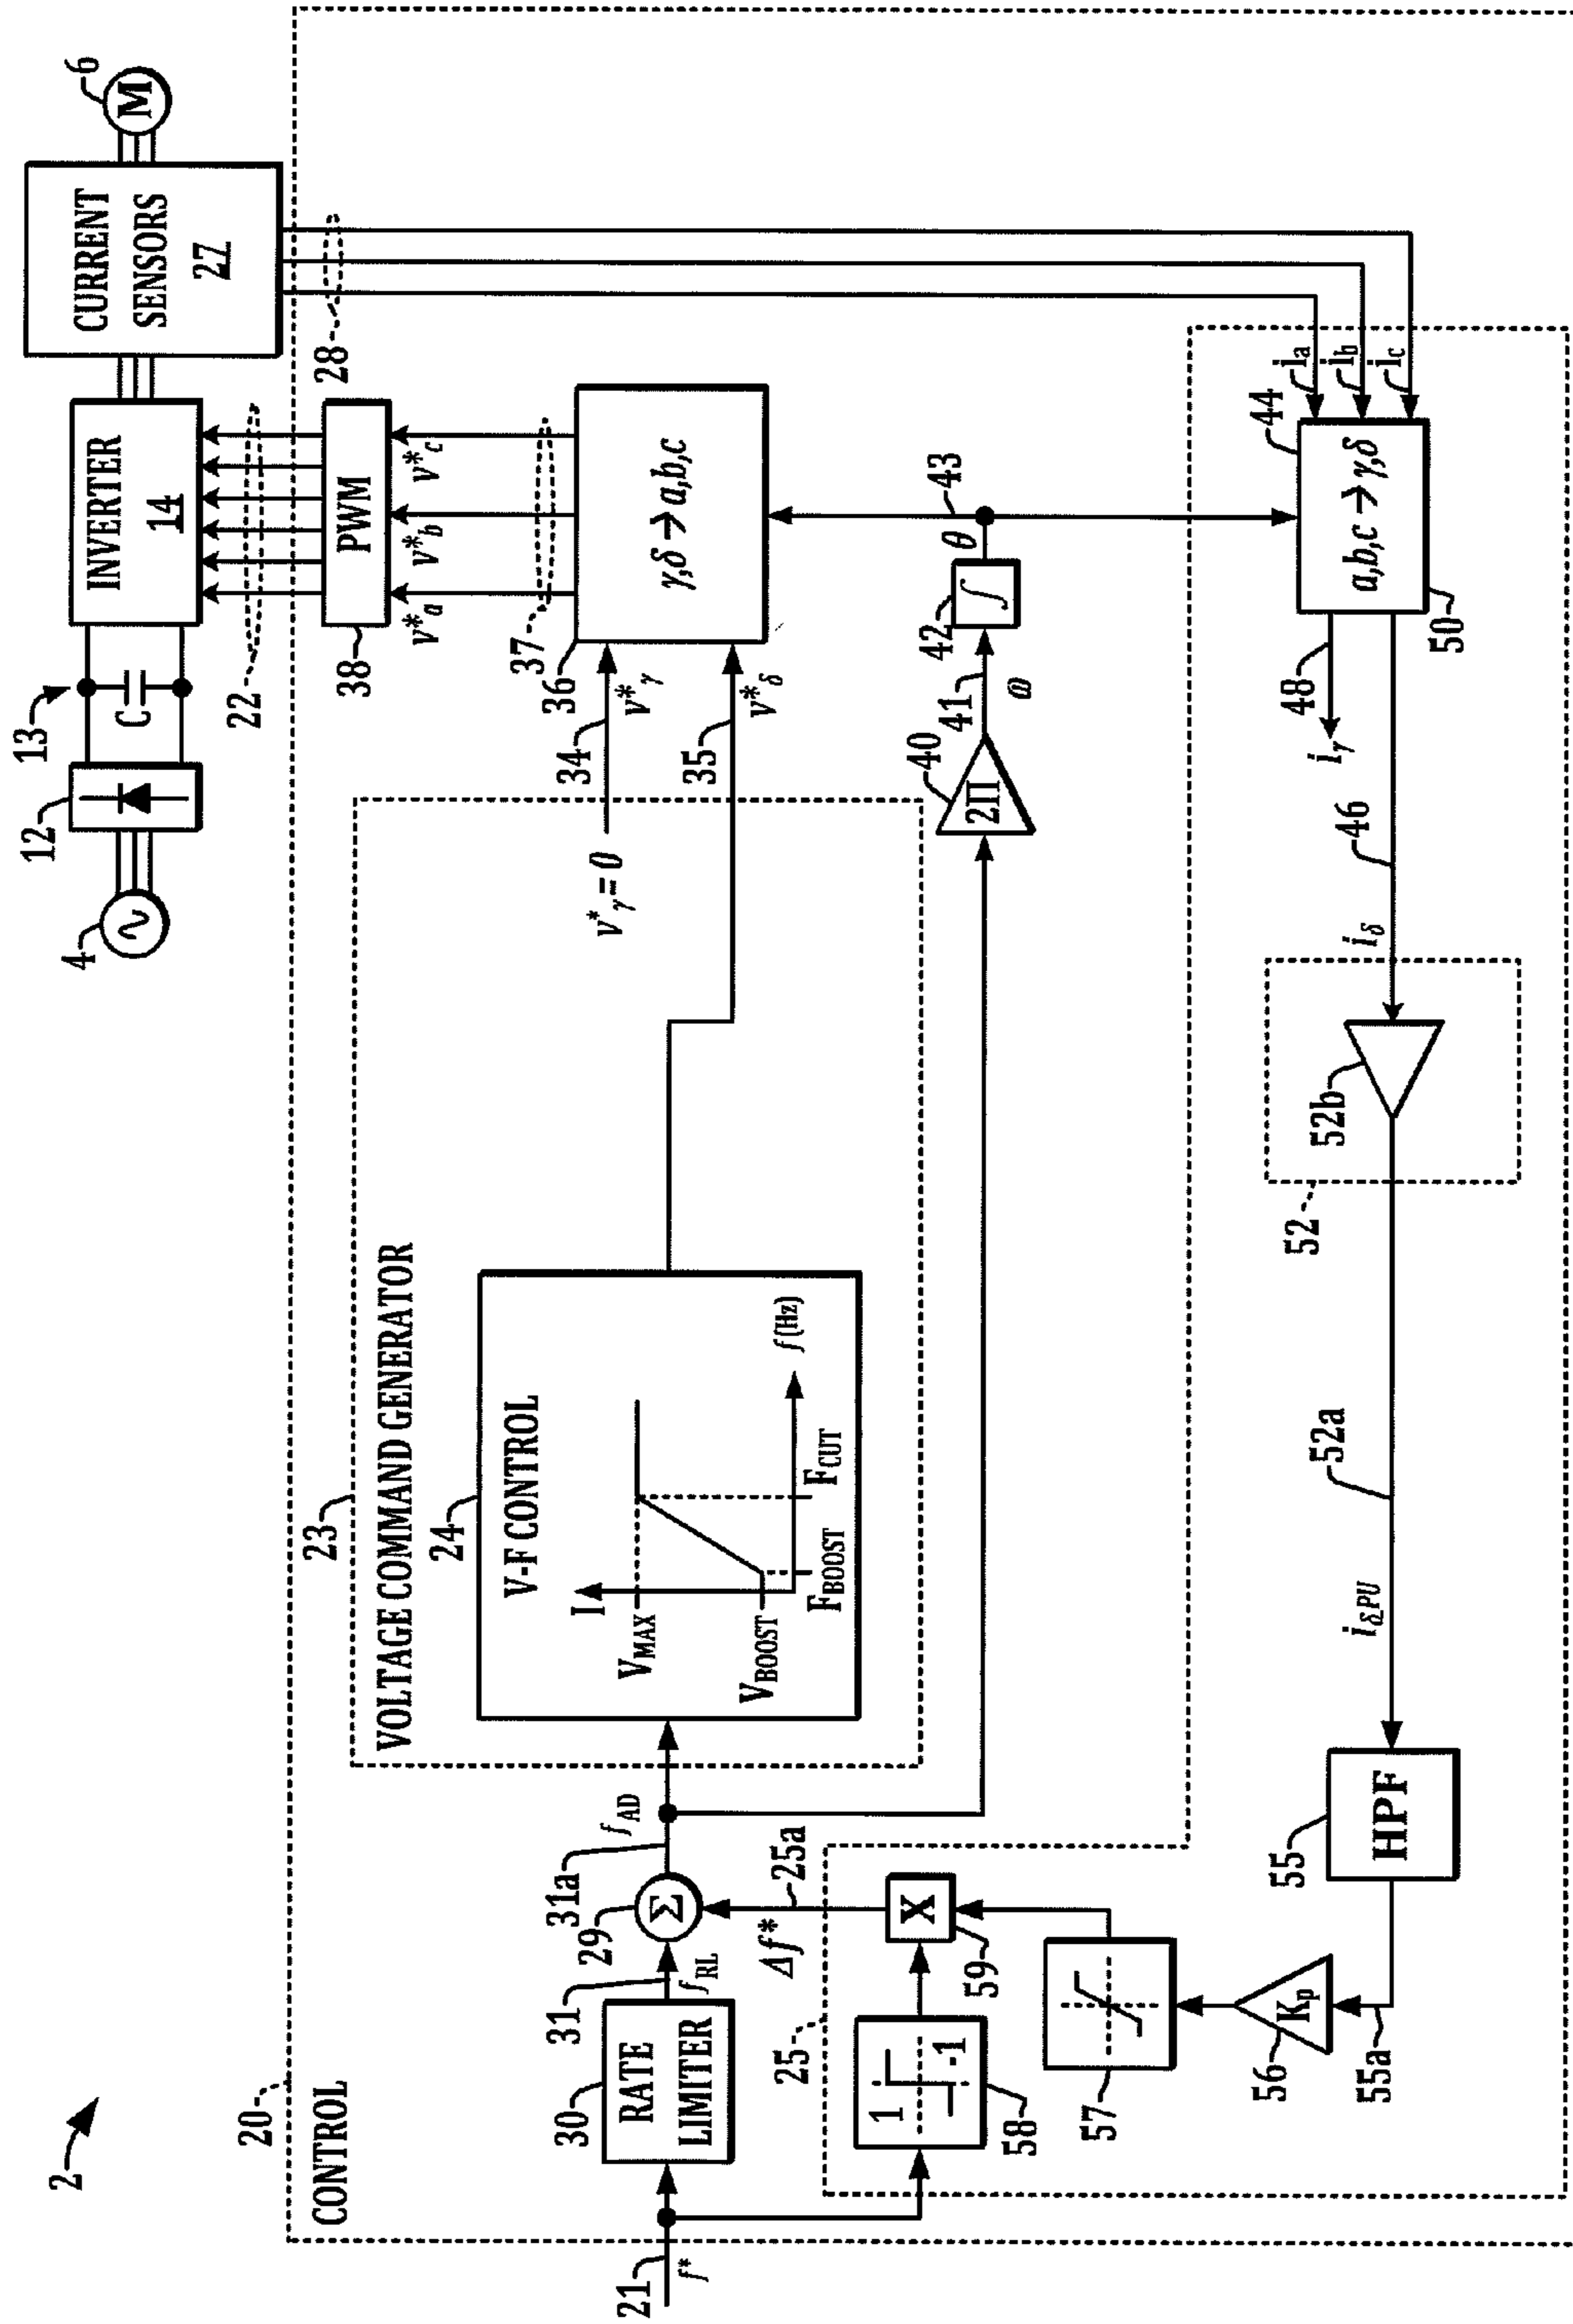 2
4
12
13
C
INVERTER
14
CURRENT
SENSORS
27
M
6
20
CONTROL
22
28
38
PWM
v*a
v*b
v*c
37
36
γ,δ → a,b,c
34
v*γ
v*γ = 0
35
v*δ
23
VOLTAGE COMMAND GENERATOR
24
V-F CONTROL
I
VMAX
VBOOST
FBOOST
FCUT
f(Hz)
21
f*
30
RATE
LIMITER
31
fRL
29
Σ
31a
fAD
Δf*
25a
40
2Π
41
ω
42
∫
θ
43
25
58
1
-1
X
59
57
56
Kp
55a
55
HPF
iδ,PU
52a
52
52b
iδ
46
48
iγ
44
a,b,c → γ,δ
50
ia
ib
ic